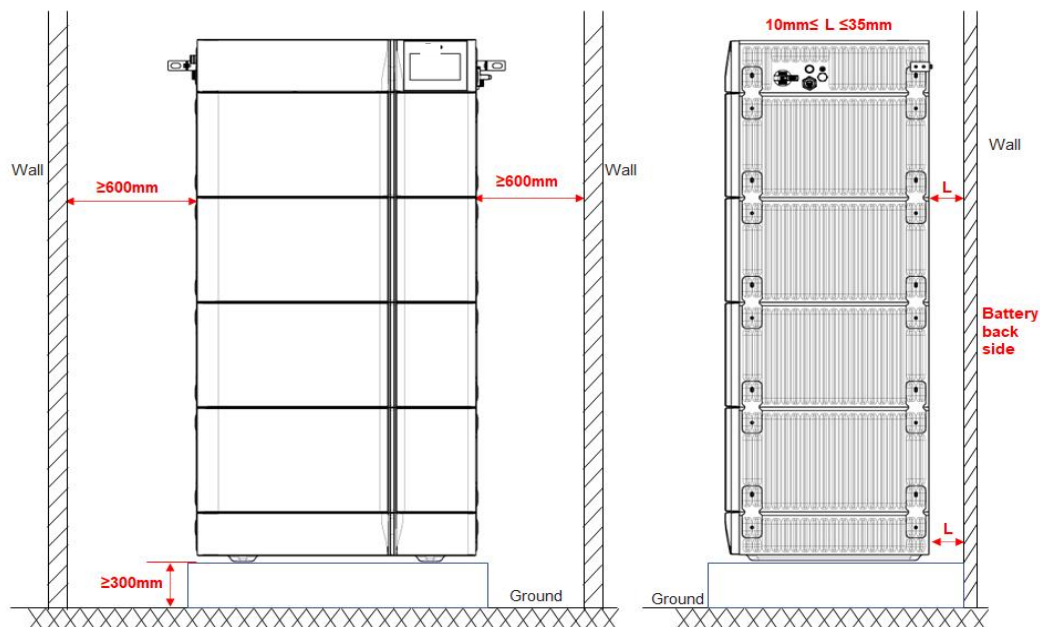 10mm≤ L ≤35mm
Wall
≥600mm
≥600mm
Wall
Wall
L
Battery
back
side
L
≥300mm
Ground
Ground